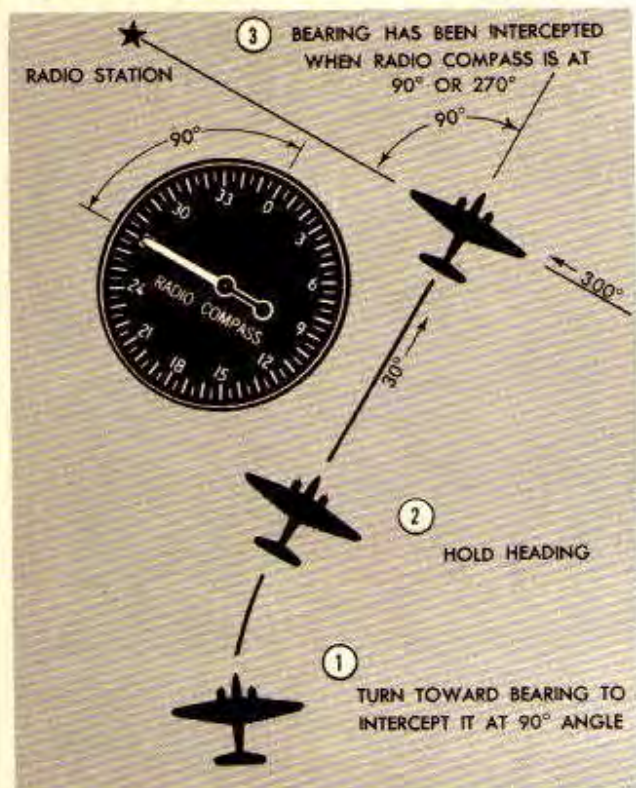 3 BEARING HAS BEEN INTERCEPTED
WHEN RADIO COMPASS IS AT
90° OR 270°
RADIO STATION
90°
90°
33
0
3
6
9
12
15
18
21
24
30
RADIO COMPASS
300°
30°
2
HOLD HEADING
1
TURN TOWARD BEARING TO
INTERCEPT IT AT 90° ANGLE